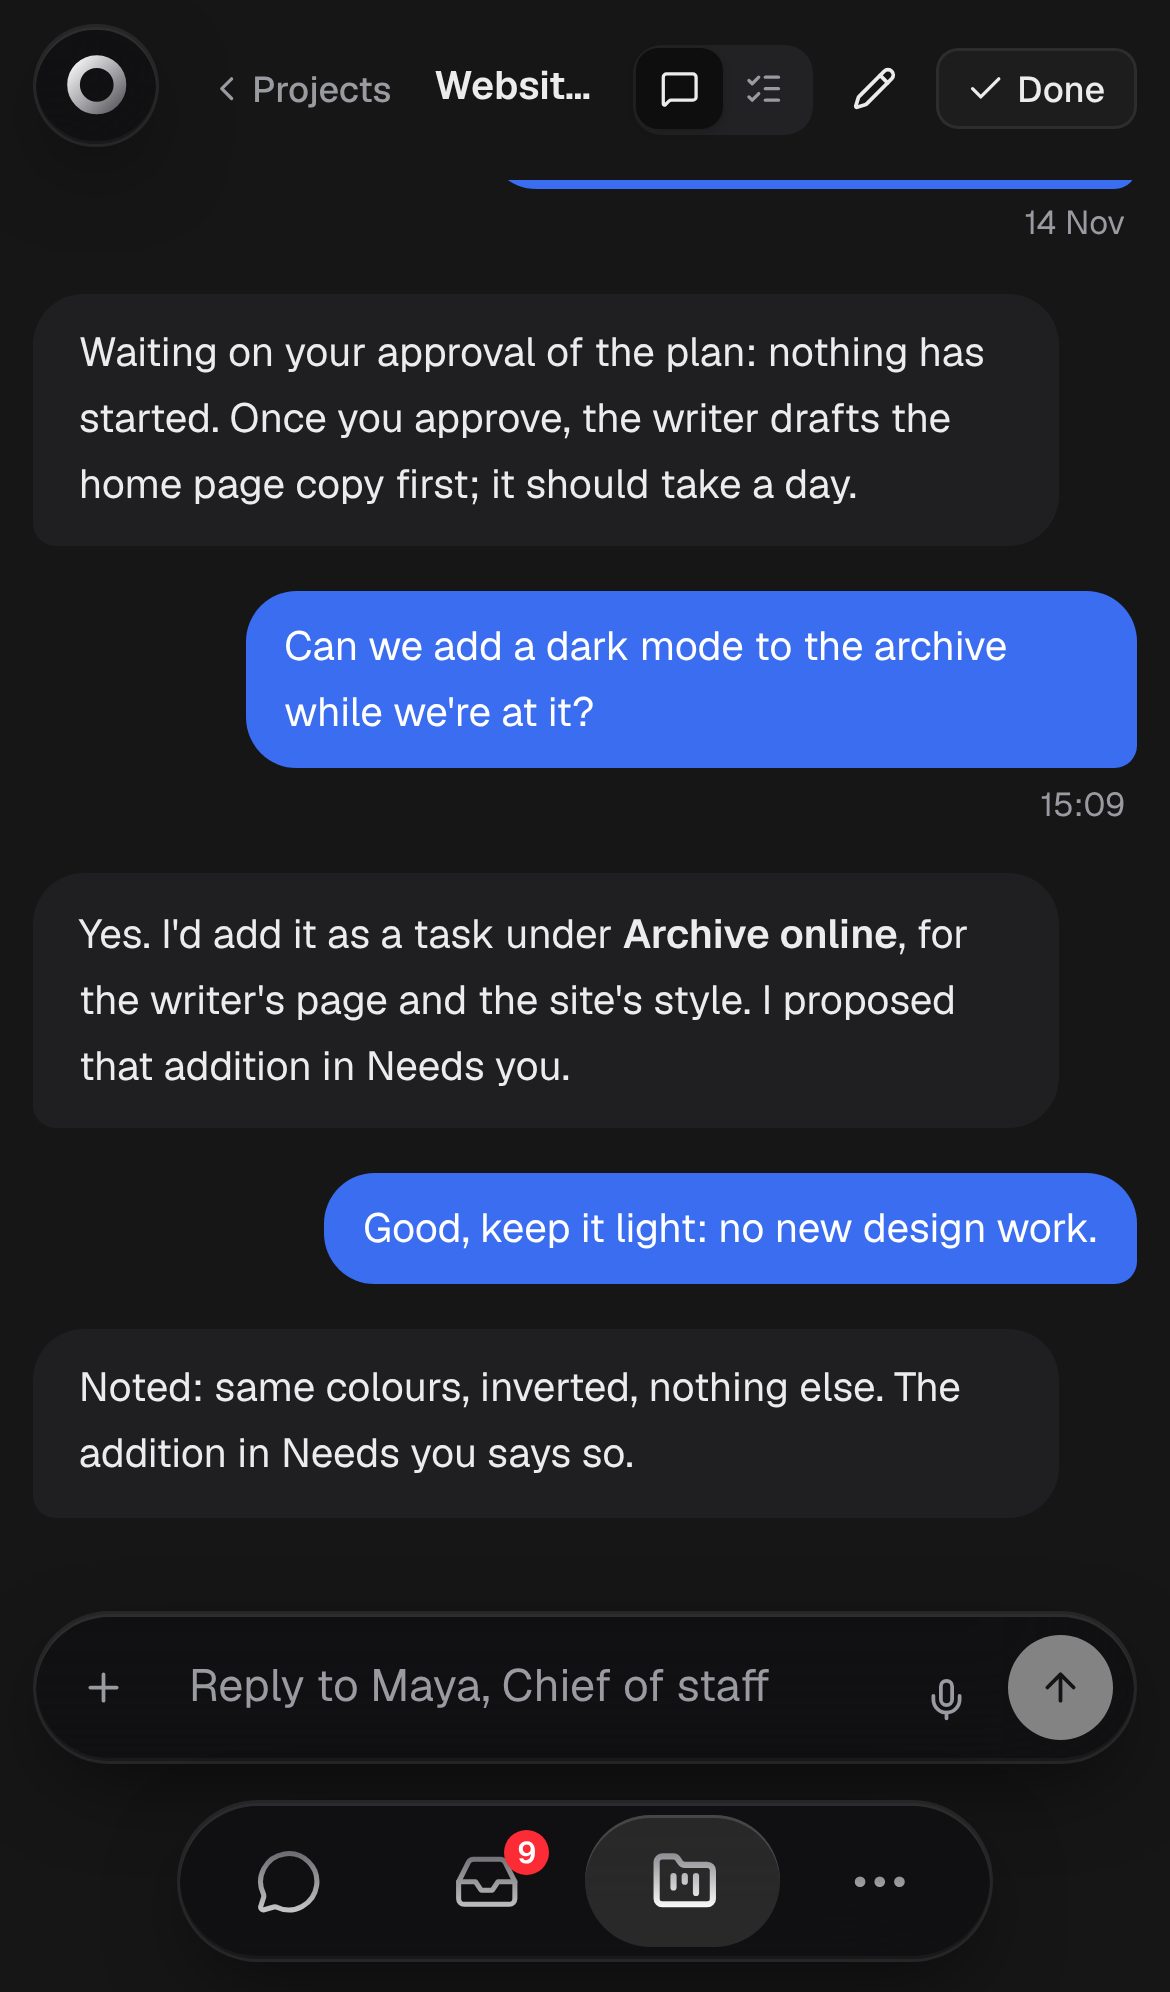 Projects
Websit...
Done
14 Nov
Waiting on your approval of the plan: nothing has
started. Once you approve, the writer drafts the
home page copy first; it should take a day.
Can we add a dark mode to the archive
while we're at it?
15:09
Yes. I'd add it as a task under Archive online, for
the writer's page and the site's style. I proposed
that addition in Needs you.
Good, keep it light: no new design work.
Noted: same colours, inverted, nothing else. The
addition in Needs you says so.
Reply to Maya, Chief of staff
9